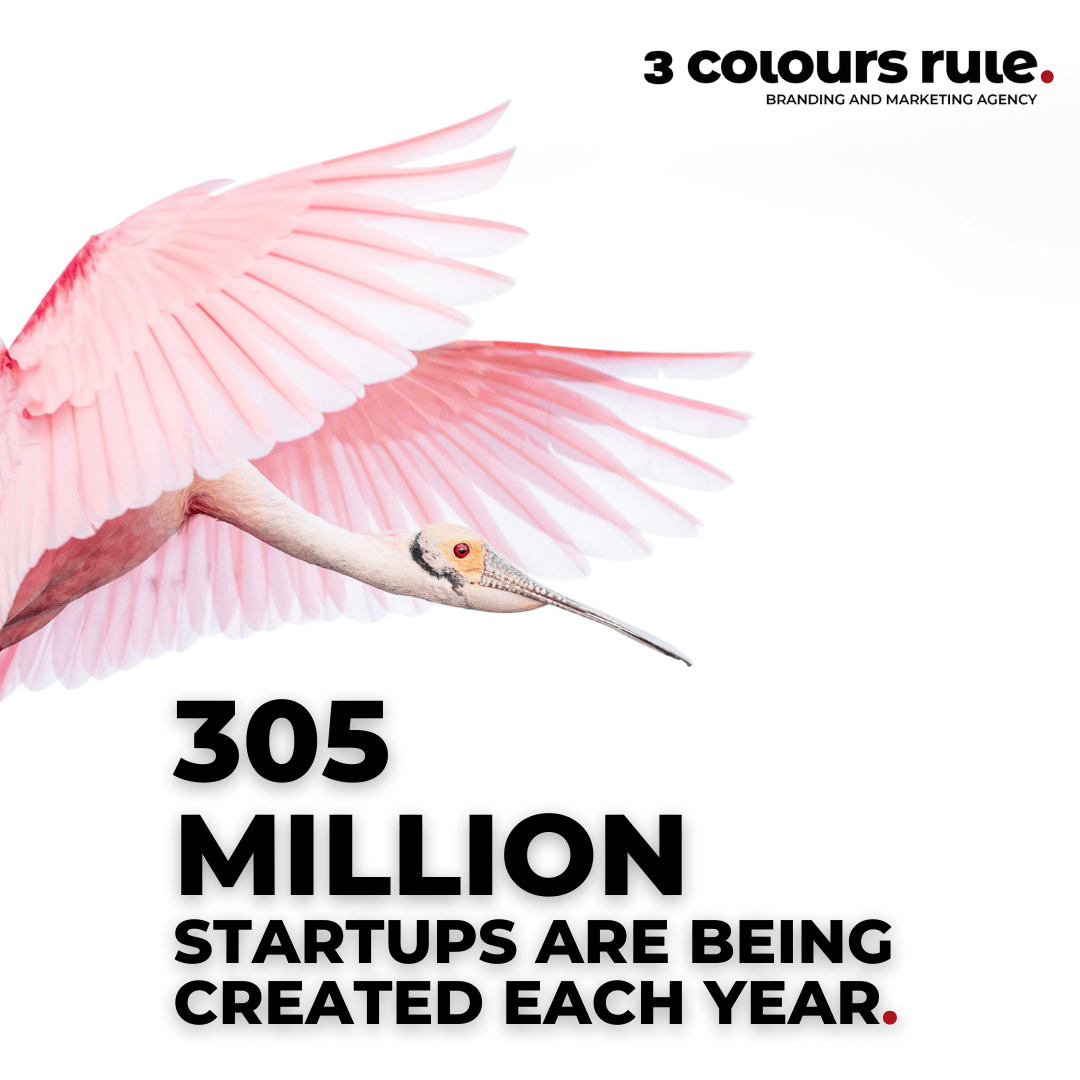 3 colours rule.
BRANDING AND MARKETING AGENCY
305
MILLION
STARTUPS ARE BEING
CREATED EACH YEAR.